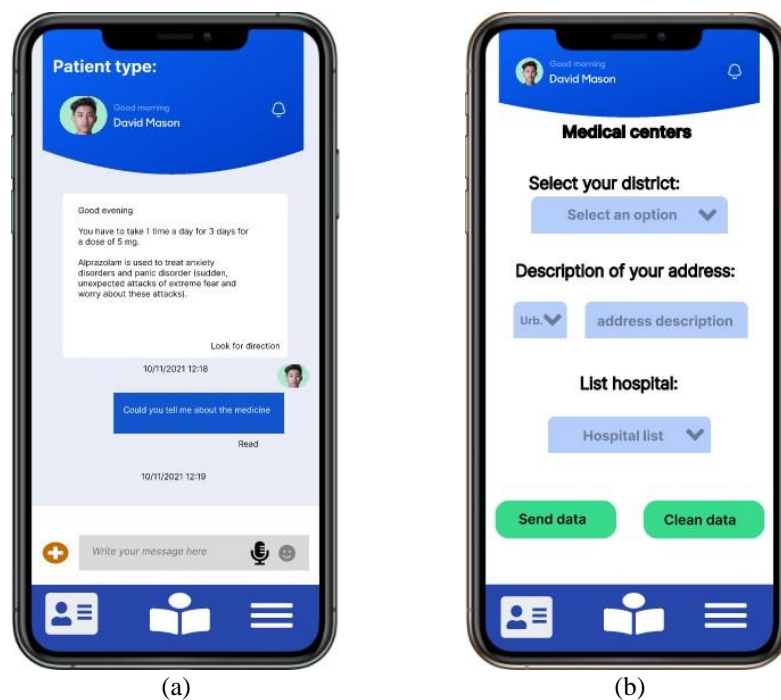 Patient type:
Good morning
David Mason
Good evening
You have to take 1 time a day for 3 days for
a dose of 5 mg.
Alprazolam is used to treat anxiety
disorders and panic disorder (sudden,
unexpected attacks of extreme fear and
worry about these attacks).
Look for direction
10/11/2021 12:18
Could you tell me about the medicine
Read
10/11/2021 12:19
Write your message here
(a)
Good morning
David Mason
Medical centers
Select your district:
Select an option
Description of your address:
Urb. address description
List hospital:
Hospital list
Send data Clean data
(b)